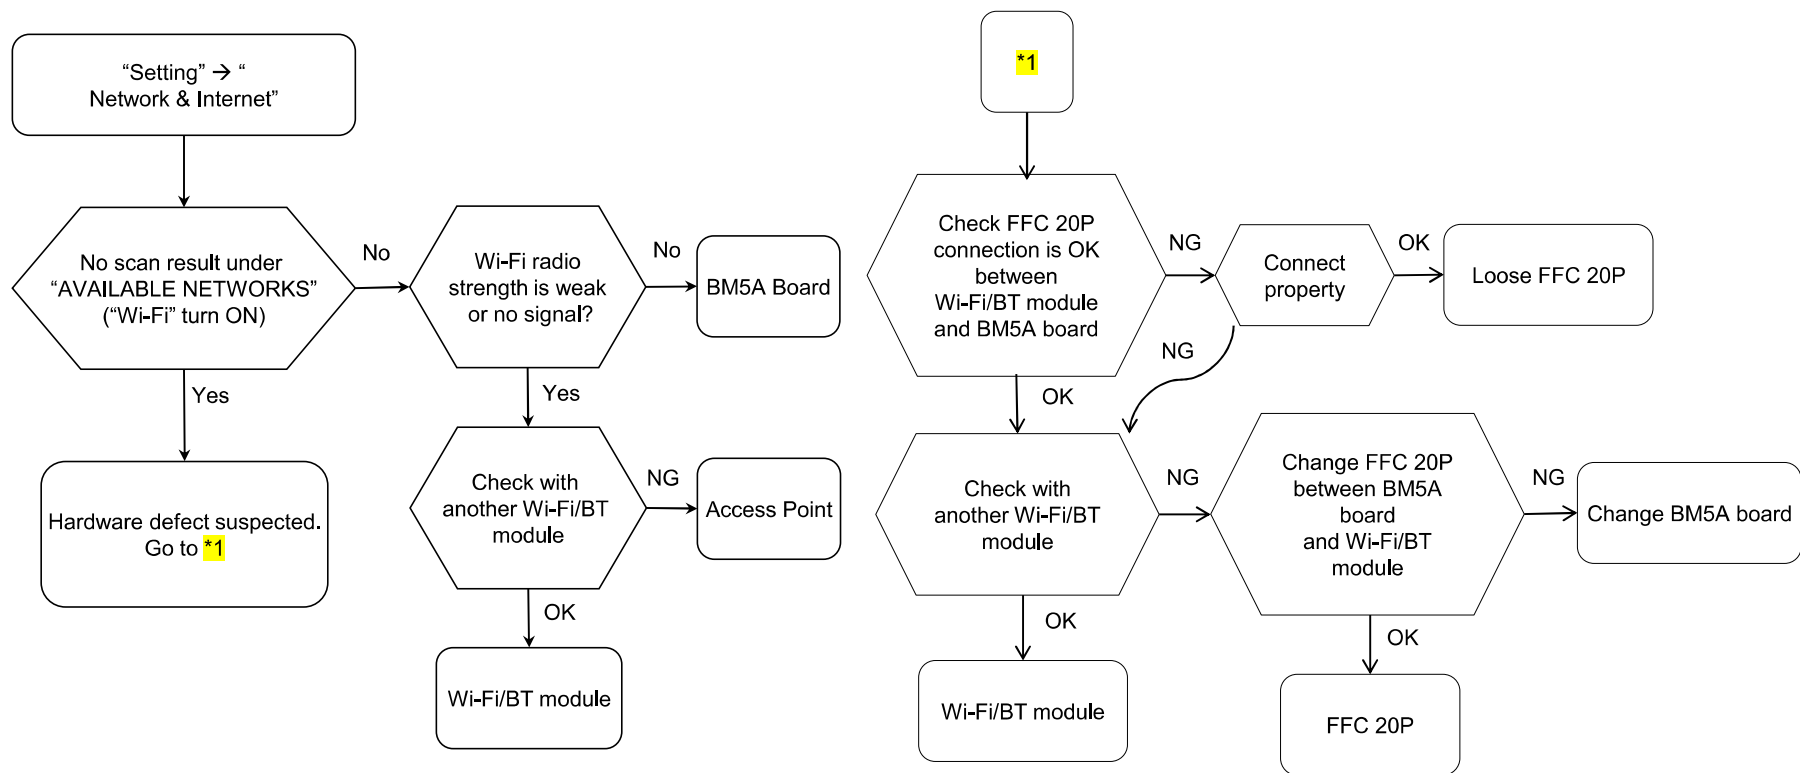 “Setting” → “
Network & Internet”
No scan result under
“AVAILABLE NETWORKS”
(“Wi-Fi” turn ON)
No
Yes
Hardware defect suspected.
Go to *1
Wi-Fi radio
strength is weak
or no signal?
No
BM5A Board
Yes
Check with
another Wi-Fi/BT
module
NG
Access Point
OK
Wi-Fi/BT module
*1
Check FFC 20P
connection is OK
between
Wi-Fi/BT module
and BM5A board
NG
Connect
property
OK
Loose FFC 20P
NG
OK
Check with
another Wi-Fi/BT
module
NG
Change FFC 20P
between BM5A
board
and Wi-Fi/BT
module
NG
Change BM5A board
OK
Wi-Fi/BT module
OK
FFC 20P